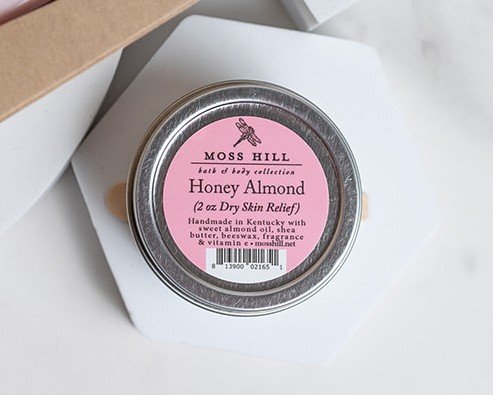 MOSS HILL
bath & body collection
Honey Almond
(2 oz Dry Skin Relief)
Handmade in Kentucky with
sweet almond oil, shea
butter, beeswax, fragrance
& vitamin e • mosshill.net
8 13900 02165 1